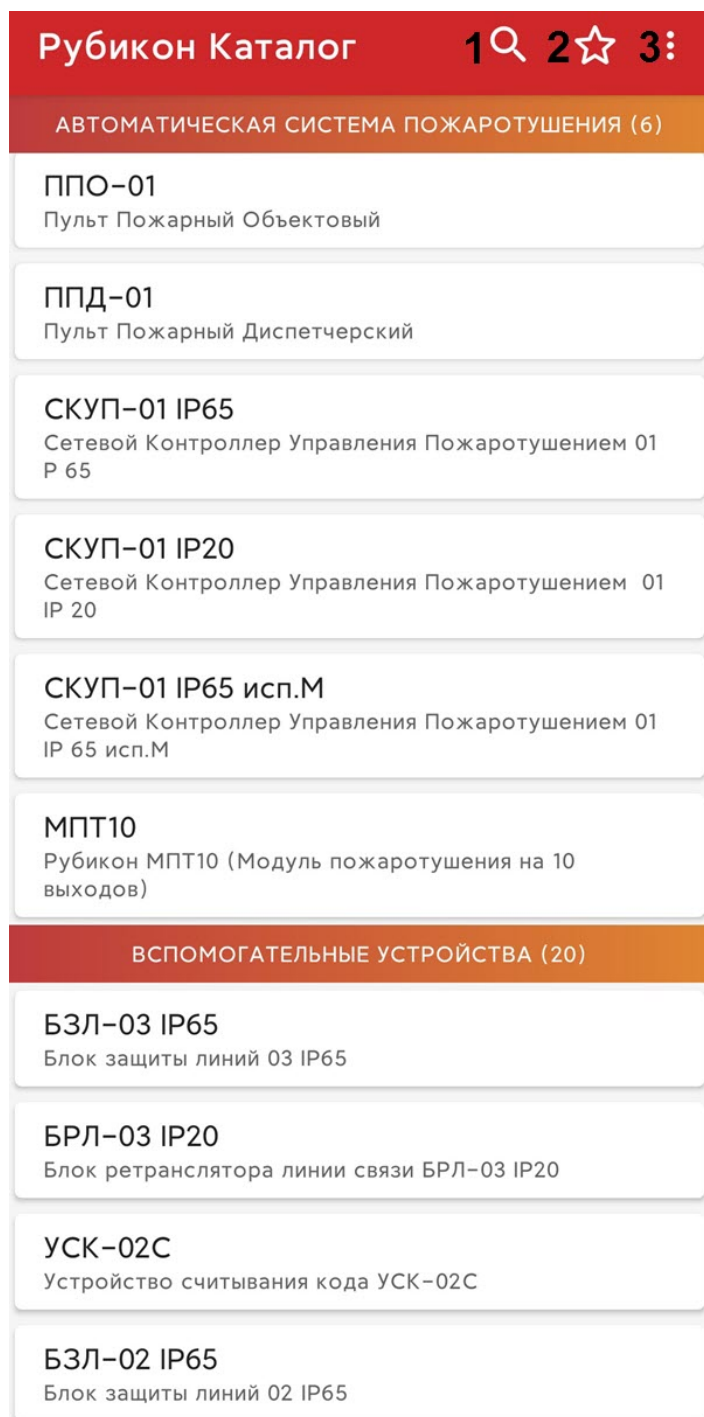 Рубикон Каталог 1 2 3
АВТОМАТИЧЕСКАЯ СИСТЕМА ПОЖАРОТУШЕНИЯ (6)
ППО-01
Пульт Пожарный Объектовый
ППД-01
Пульт Пожарный Диспетчерский
СКУП-01 IP65
Сетевой Контроллер Управления Пожаротушением 01
P 65
СКУП-01 IP20
Сетевой Контроллер Управления Пожаротушением 01
IP 20
СКУП-01 IP65 исп.М
Сетевой Контроллер Управления Пожаротушением 01
IP 65 исп.М
МПТ10
Рубикон МПТ10 (Модуль пожаротушения на 10
выходов)
ВСПОМОГАТЕЛЬНЫЕ УСТРОЙСТВА (20)
БЗЛ-03 IP65
Блок защиты линий 03 IP65
БРЛ-03 IP20
Блок ретранслятора линии связи БРЛ-03 IP20
УСК-02С
Устройство считывания кода УСК-02С
БЗЛ-02 IP65
Блок защиты линий 02 IP65